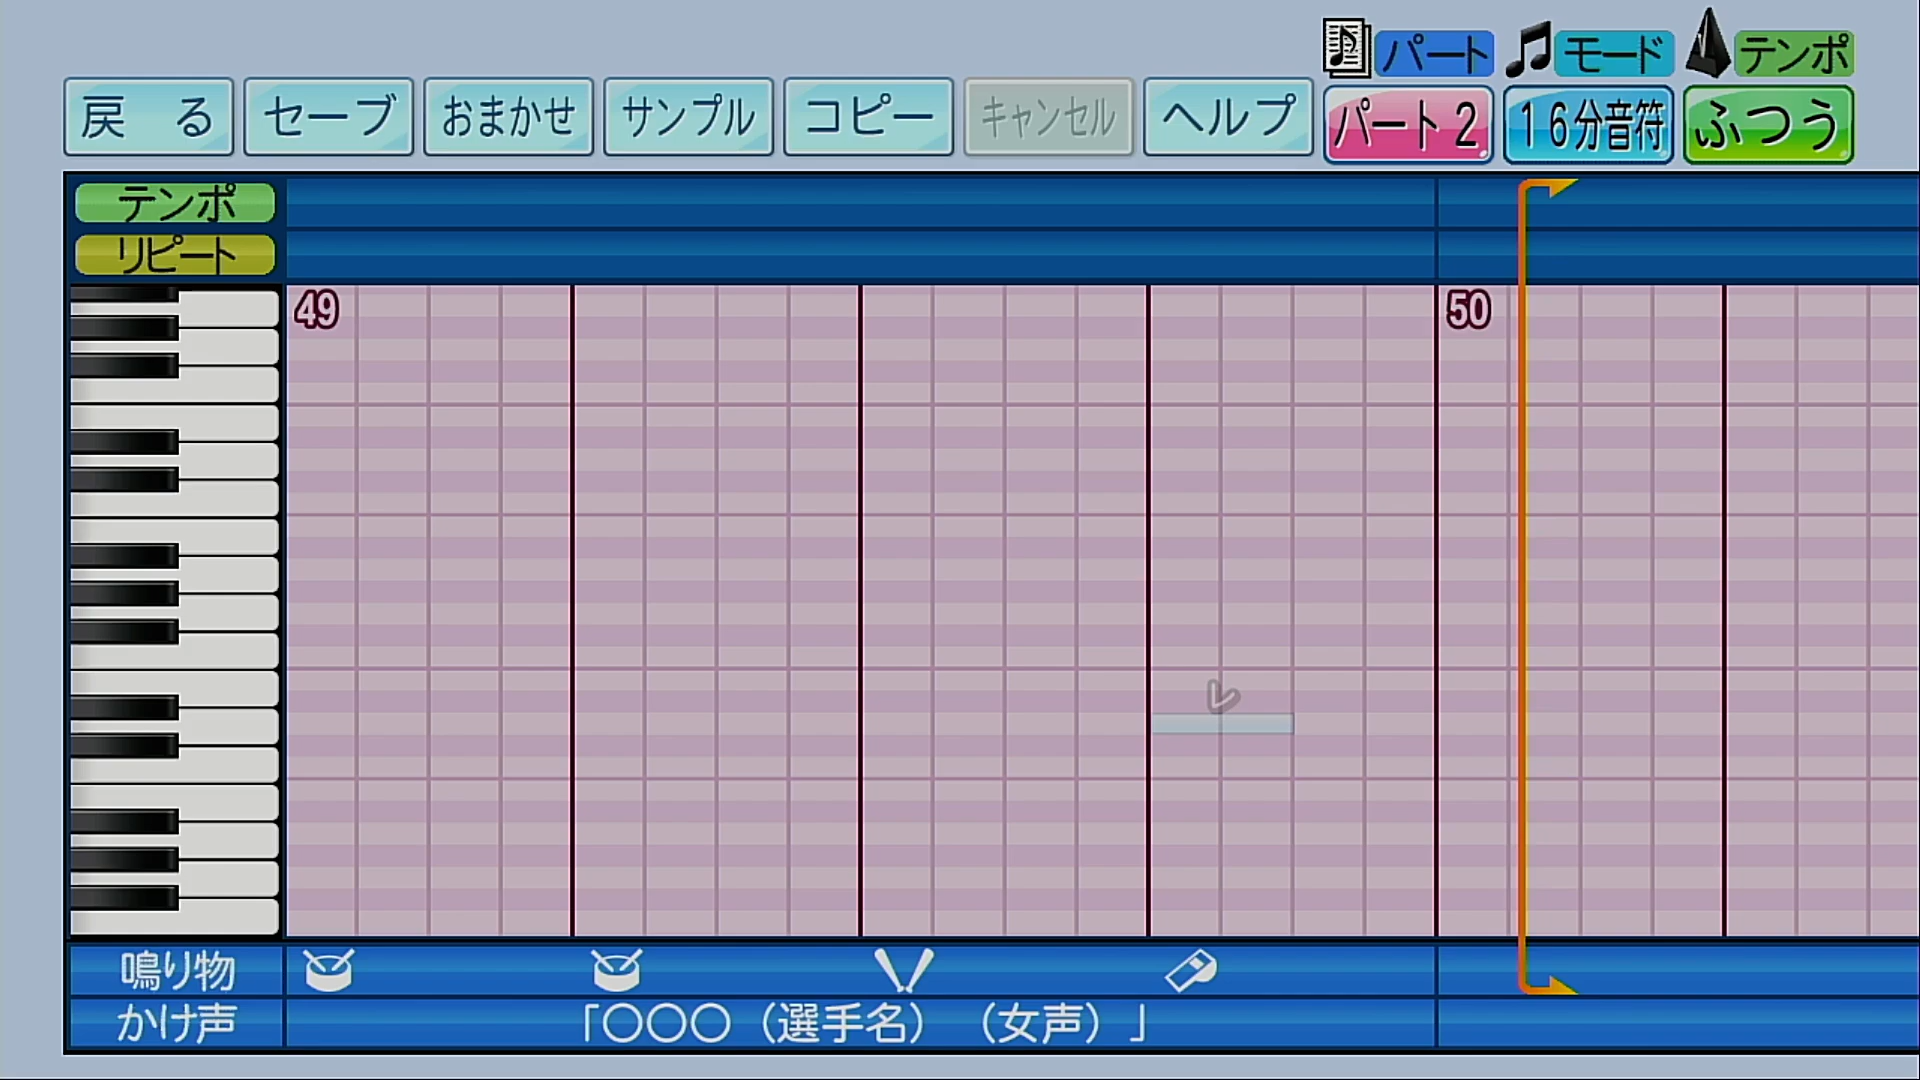 パート モード テンポ
戻る セーブ おまかせ サンプル コピー キャンセル ヘルプ パート2 16分音符 ふつう
テンポ
リピート
49 50
レ
鳴り物
かけ声 「〇〇〇（選手名）（女声）」